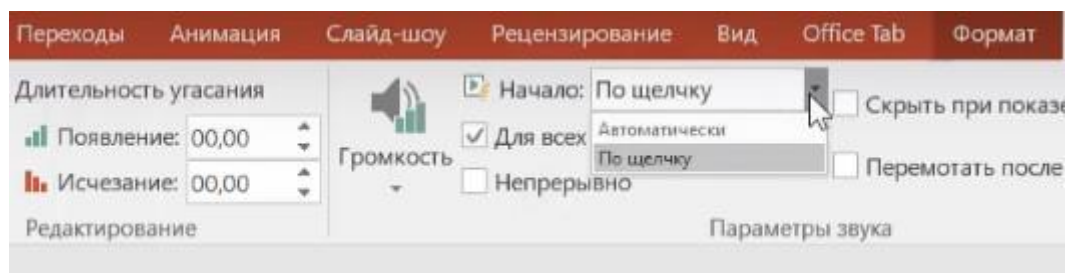 Переходы Анимация Слайд-шоу Рецензирование Вид Office Tab Формат
Длительность угасания
Появление: 00,00
Исчезание: 00,00
Редактирование
Громкость
Начало: По щелчку
Автоматически
По щелчку
Для всех
Непрерывно
Скрыть при показе
Перемотать после
Параметры звука